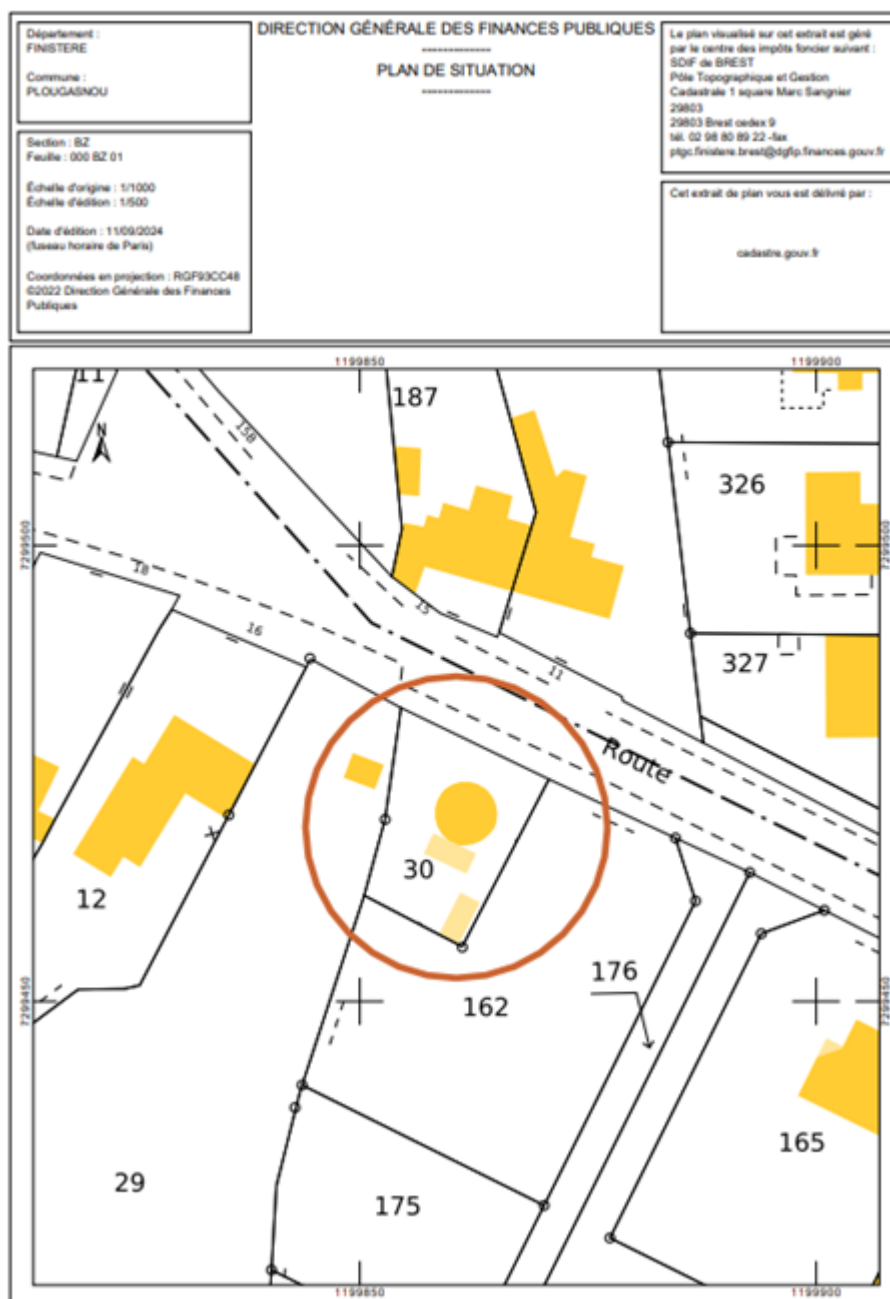 Département :
FINISTERE
Commune :
PLOUGASNOU
Section : BZ
Feuille : 000 BZ 01
Échelle d'origine : 1/1000
Échelle d'édition : 1/500
Date d'édition : 11/09/2024
(fuseau horaire de Paris)
Coordonnées en projection : RGF93CC48
©2022 Direction Générale des Finances
Publiques
DIRECTION GÉNÉRALE DES FINANCES PUBLIQUES
-------------
PLAN DE SITUATION
-------------
Le plan visualisé sur cet extrait est géré
par le centre des impôts foncier suivant :
SDIF de BREST
Pôle Topographique et Gestion
Cadastrale 1 square Marc Sangnier
29803
29803 Brest cedex 9
tél. 02 98 80 89 22 -fax
ptgc.finistere.brest@dgfip.finances.gouv.fr
Cet extrait de plan vous est délivré par :
cadastre.gouv.fr
1199850
1199900
11
N
187
15B
326
7299500
7299500
18
15
16
11
327
Route
30
12
176
162
7299450
7299450
165
29
175
1199850
1199900